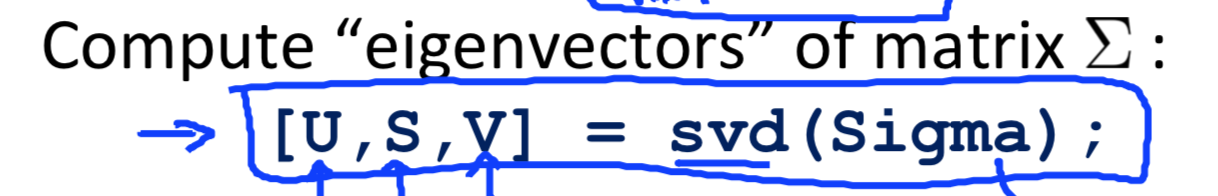 Compute “eigenvectors” of matrix Σ :
→ [U,S,V] = svd(Sigma);